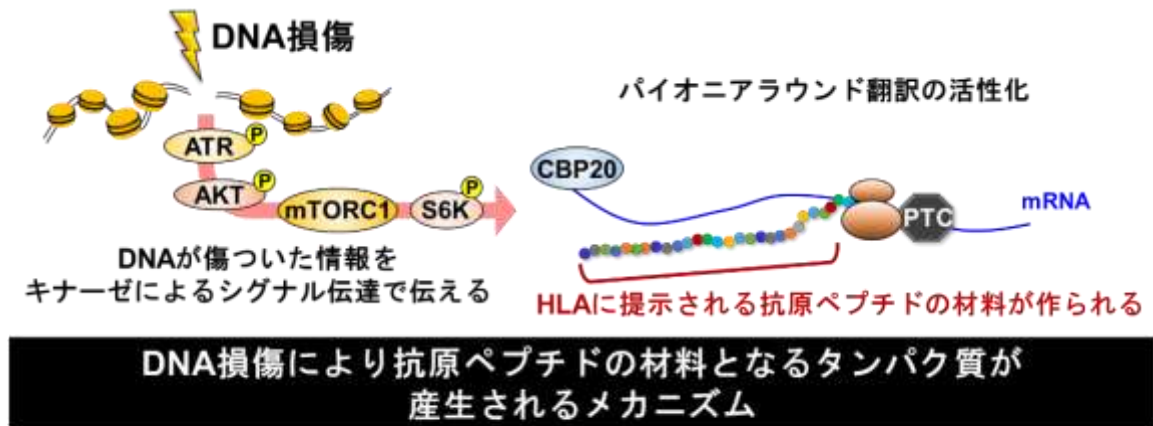 DNA損傷
ATR
P
AKT
P
mTORC1
S6K
P
DNAが傷ついた情報を
キナーゼによるシグナル伝達で伝える
パイオニアラウンド翻訳の活性化
CBP20
PTC
mRNA
HLAに提示される抗原ペプチドの材料が作られる
DNA損傷により抗原ペプチドの材料となるタンパク質が
産生されるメカニズム